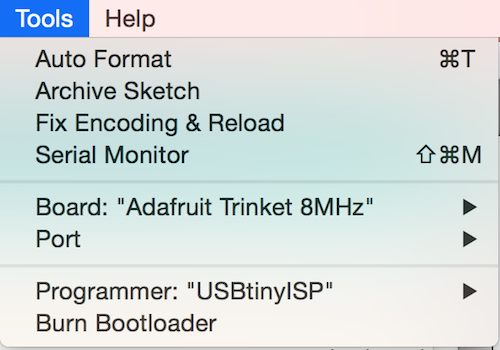 Tools Help
Auto Format ⌘T
Archive Sketch
Fix Encoding & Reload
Serial Monitor ⇧⌘M
Board: "Adafruit Trinket 8MHz" ▶
Port ▶
Programmer: "USBtinyISP" ▶
Burn Bootloader